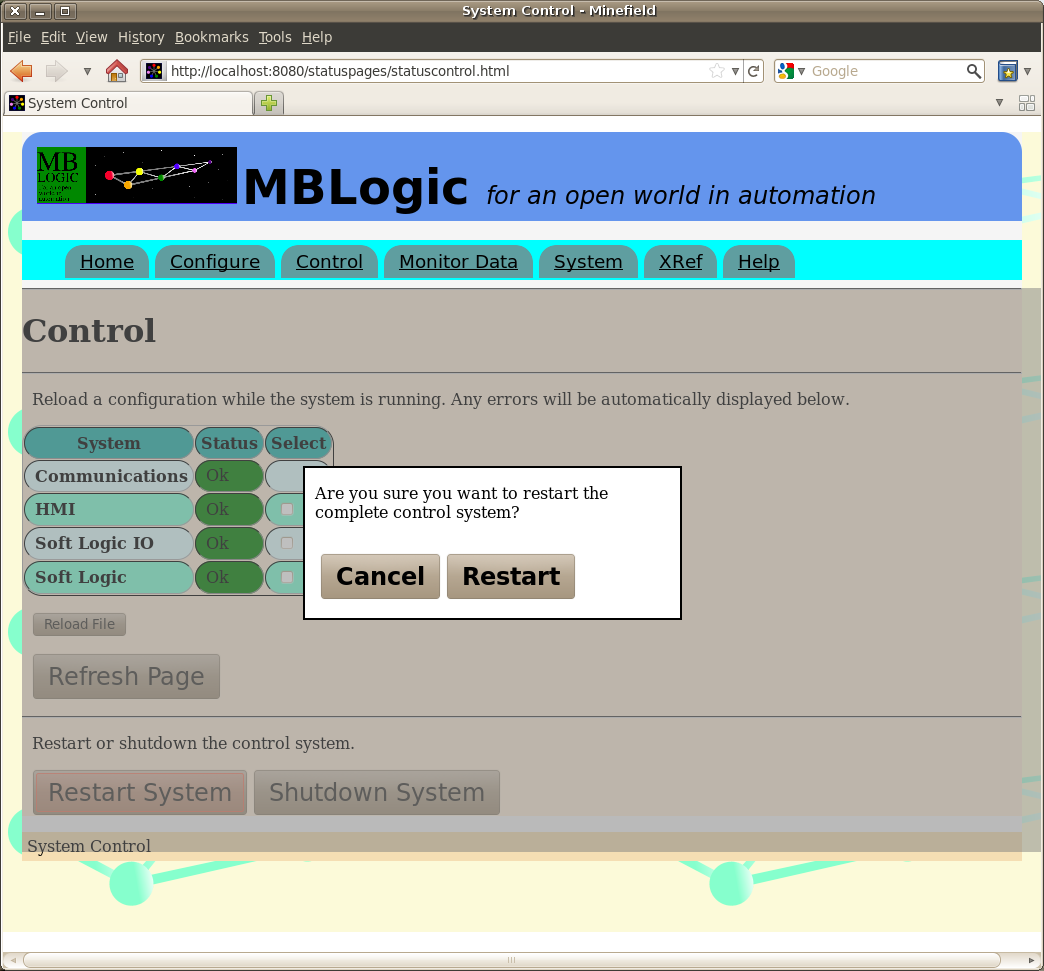 System Control - Minefield
File Edit View History Bookmarks Tools Help
http://localhost:8080/statuspages/statuscontrol.html
Google
System Control
MB
LOGIC
MBLogic for an open world in automation
Home Configure Control Monitor Data System XRef Help
Control
Reload a configuration while the system is running. Any errors will be automatically displayed below.
System Status Select
Communications Ok
HMI Ok
Soft Logic IO Ok
Soft Logic Ok
Are you sure you want to restart the
complete control system?
Cancel Restart
Reload File
Refresh Page
Restart or shutdown the control system.
Restart System Shutdown System
System Control